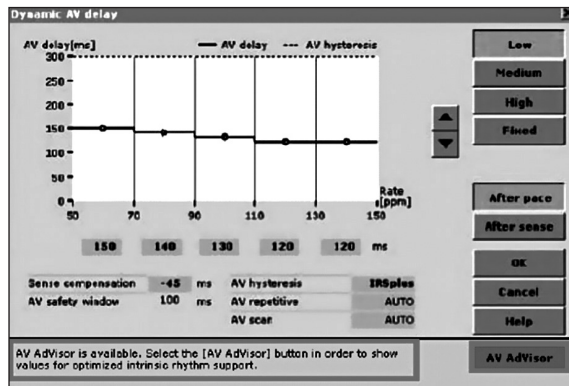 Dynamic AV delay
AV delay[ms]
AV delay
AV hysteresis
300
250
200
150
100
50
0
50
70
90
110
130
150
Rate
[ppm]
150
140
130
120
120
ms
Sense compensation
-45
ms
AV safety window
100
ms
AV hysteresis
IRSplus
AV repetitive
AUTO
AV scan
AUTO
Low
Medium
High
Fixed
After pace
After sense
OK
Cancel
Help
AV AdVisor is available. Select the [AV AdVisor] button in order to show
values for optimized intrinsic rhythm support.
AV AdVisor